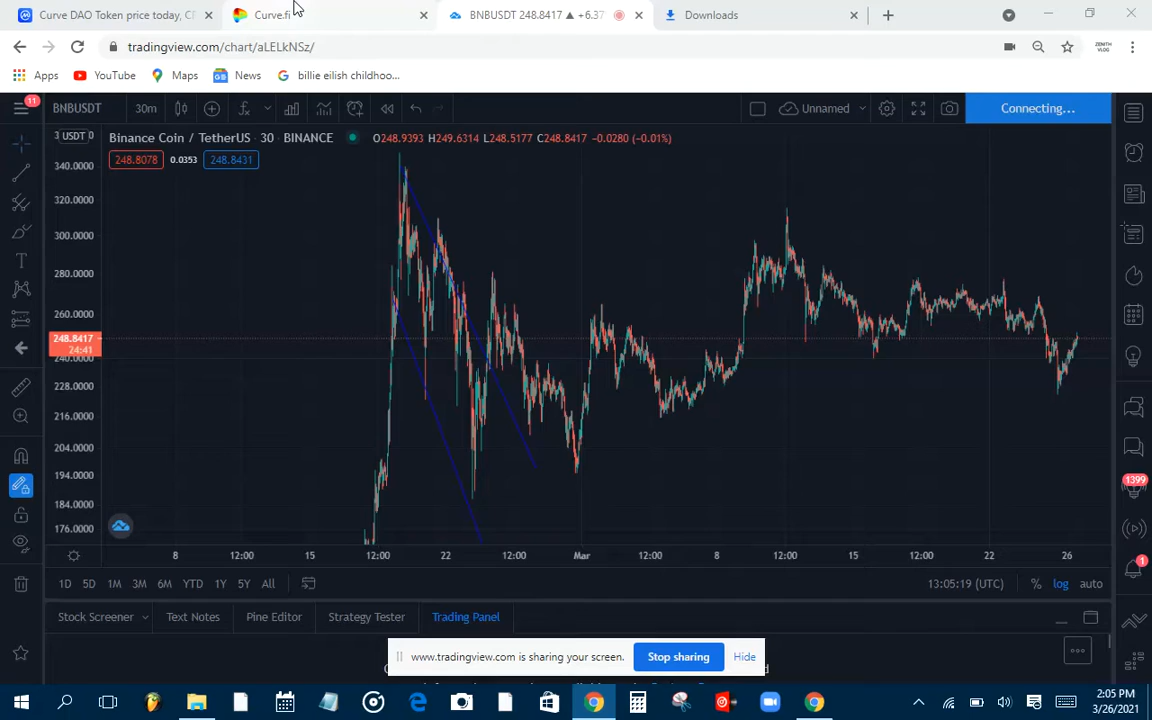 Curve DAO Token price today, C
Curve.fi
BNBUSDT 248.8417 ▲ +6.37
Downloads
tradingview.com/chart/aLELkNSz/
Apps
YouTube
Maps
News
billie eilish childhoo...
11
BNBUSDT
30m
Unnamed
Connecting...
USDT
Binance Coin / TetherUS · 30 · BINANCE
O248.9393 H249.6314 L248.5177 C248.8417 -0.0280 (-0.01%)
248.8078
0.0353
248.8431
340.0000
320.0000
300.0000
280.0000
260.0000
248.8417
24:41
240.0000
228.0000
216.0000
204.0000
194.0000
184.0000
176.0000
1399
1
8
12:00
15
12:00
22
12:00
Mar
12:00
8
12:00
15
12:00
22
26
1D 5D 1M 3M 6M YTD 1Y 5Y All
13:05:19 (UTC)
%
log
auto
Stock Screener
Text Notes
Pine Editor
Strategy Tester
Trading Panel
www.tradingview.com is sharing your screen.
Stop sharing
Hide
2:05 PM
3/26/2021